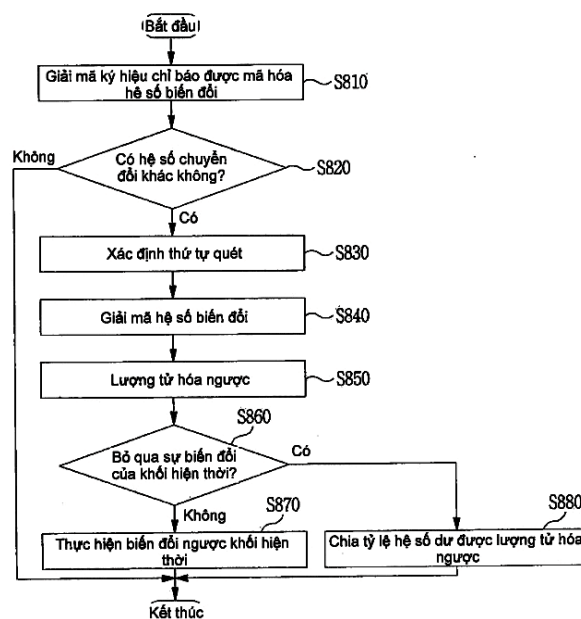 Bắt đầu
Giải mã ký hiệu chỉ báo được mã hóa
hệ số biến đổi
S810
Không
Có hệ số chuyển
đổi khác không?
S820
Có
Xác định thứ tự quét
S830
Giải mã hệ số biến đổi
S840
Lượng tử hóa ngược
S850
S860
Bỏ qua sự biến đổi
của khối hiện thời?
Có
Không
S870
S880
Thực hiện biến đổi ngược khối hiện
thời
Chia tỷ lệ hệ số dư được lượng tử hóa
ngược
Kết thúc